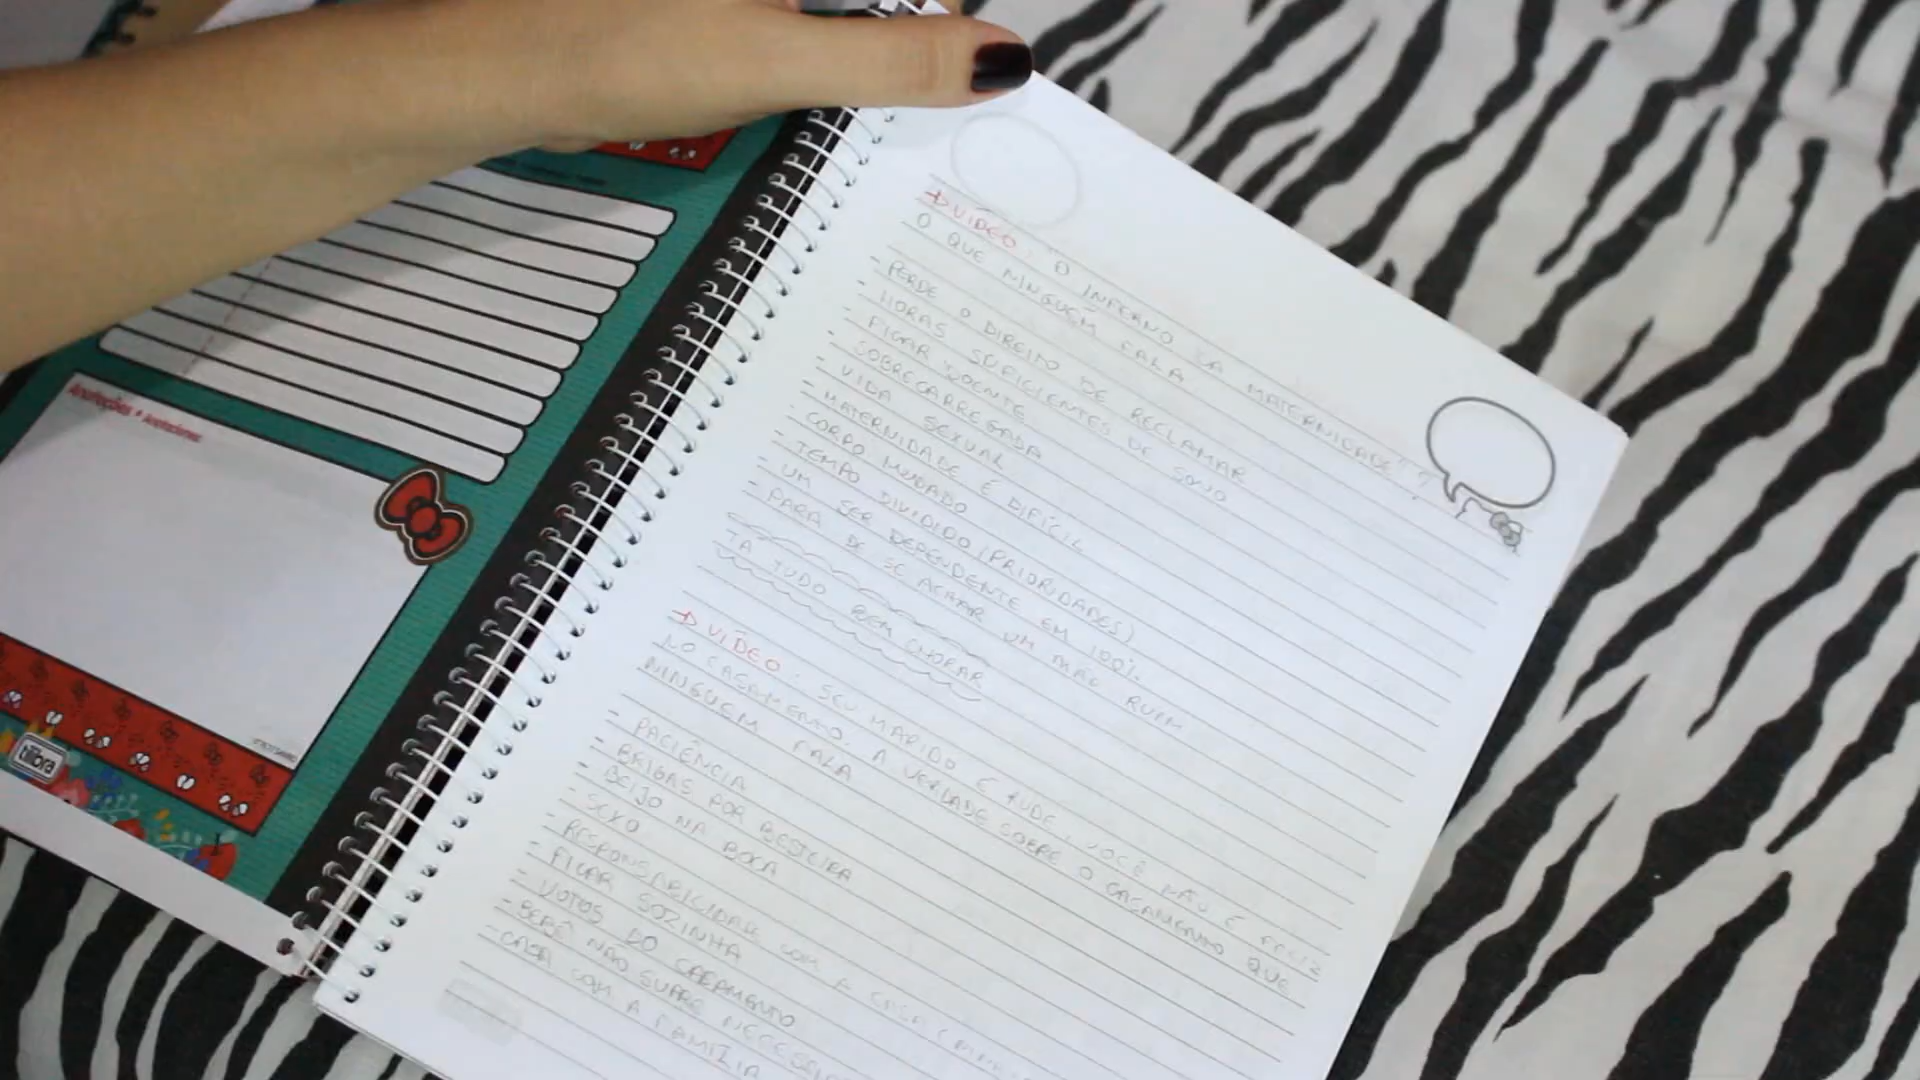 Anotações • Anotaciones
tilibra
→ VÍDEO: O INFERNO DA MATERNIDADE"?
O QUE NINGUÉM FALA
- PERDE O DIREITO DE RECLAMAR
- HORAS SUFICIENTES DE SONO
- FICAR DOENTE
- SOBRECARREGADA
- VIDA SEXUAL
- MATERNIDADE É DIFÍCIL
- CORPO MUDADO
- TEMPO DIVIDIDO (PRIORIDADES)
- UM SER DEPENDENTE EM 100%
- PARA DE SE ACHAR UM MÃE RUIM
TA TUDO BEM CHORAR
→ VÍDEO: SEU MARIDO É RUDE, VOCÊ NÃO É FELIZ
NO CASAMENTO. A VERDADE SOBRE O CASAMENTO QUE
NINGUEM FALA
- PACIÊNCIA
- BRIGAS POR BESTEIRA
- BEIJO NA BOCA
- SEXO
- RESPONSABILIDADE COM A CASA
- FICAR SOZINHA
- VOTOS DO CASAMENTO
- BEBÊ NÃO SUPRE
- CASA COM A FAMÍLIA